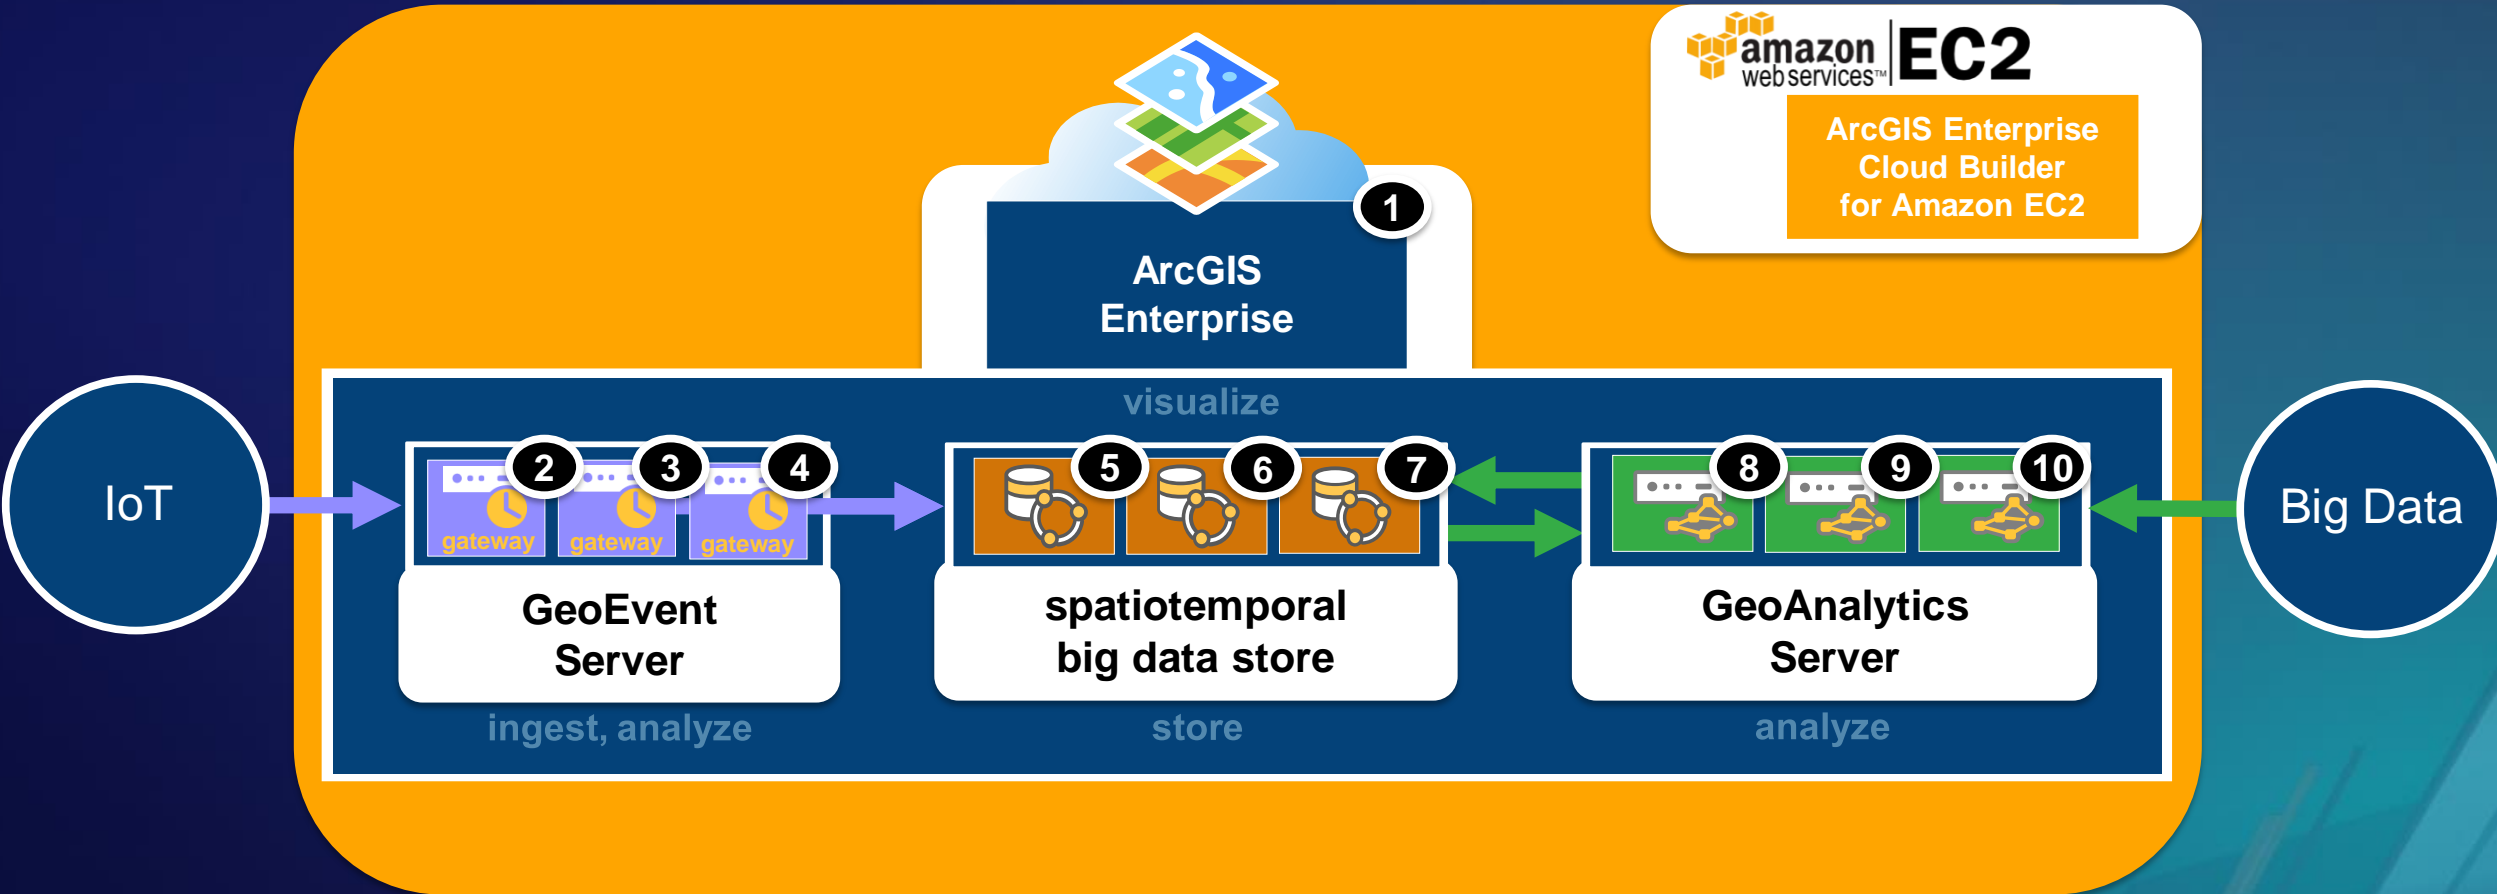 amazon
web services™
EC2
ArcGIS Enterprise
Cloud Builder
for Amazon EC2
1
ArcGIS
Enterprise
visualize
IoT
2
3
4
gateway
gateway
gateway
GeoEvent
Server
ingest, analyze
5
6
7
spatiotemporal
big data store
store
8
9
10
GeoAnalytics
Server
analyze
Big Data